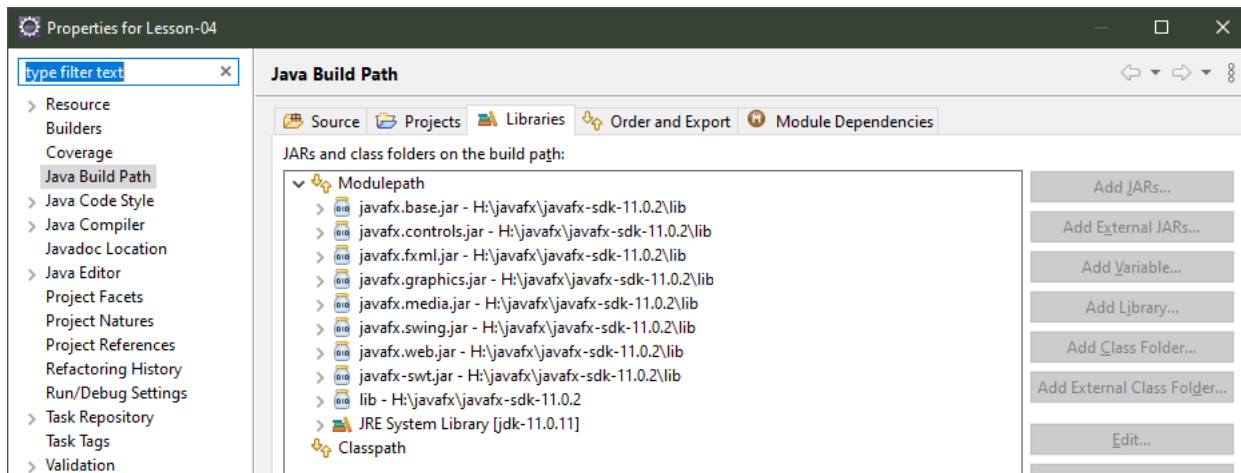 Properties for Lesson-04
type filter text
Resource
Builders
Coverage
Java Build Path
Java Code Style
Java Compiler
Javadoc Location
Java Editor
Project Facets
Project Natures
Project References
Refactoring History
Run/Debug Settings
Task Repository
Task Tags
Validation
Java Build Path
Source Projects Libraries Order and Export Module Dependencies
JARs and class folders on the build path:
Modulepath
javafx.base.jar - H:\javafx\javafx-sdk-11.0.2\lib
javafx.controls.jar - H:\javafx\javafx-sdk-11.0.2\lib
javafx.fxml.jar - H:\javafx\javafx-sdk-11.0.2\lib
javafx.graphics.jar - H:\javafx\javafx-sdk-11.0.2\lib
javafx.media.jar - H:\javafx\javafx-sdk-11.0.2\lib
javafx.swing.jar - H:\javafx\javafx-sdk-11.0.2\lib
javafx.web.jar - H:\javafx\javafx-sdk-11.0.2\lib
javafx-swt.jar - H:\javafx\javafx-sdk-11.0.2\lib
lib - H:\javafx\javafx-sdk-11.0.2
JRE System Library [jdk-11.0.11]
Classpath
Add JARs...
Add External JARs...
Add Variable...
Add Library...
Add Class Folder...
Add External Class Folder...
Edit...